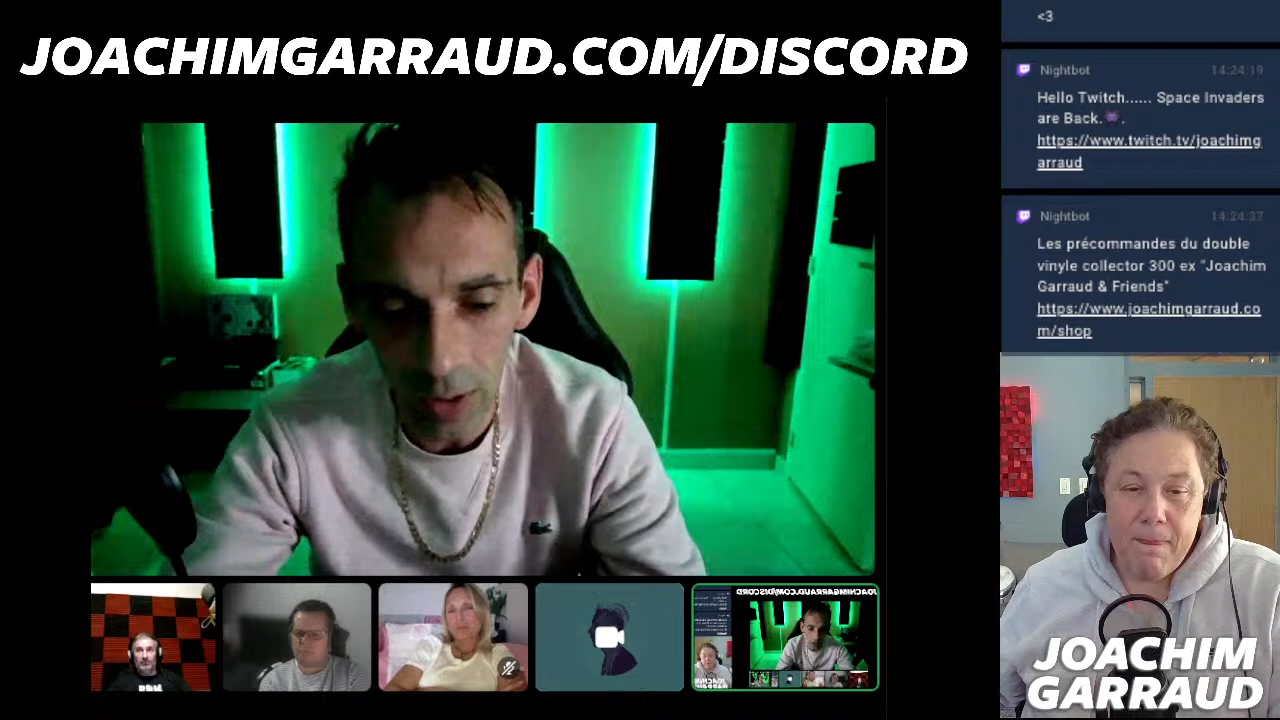 JOACHIMGARRAUD.COM/DISCORD
<3
Nightbot 14:24:19
Hello Twitch...... Space Invaders
are Back.👾.
https://www.twitch.tv/joachimg
arraud
Nightbot 14:24:37
Les précommandes du double
vinyle collector 300 ex "Joachim
Garraud & Friends"
https://www.joachimgarraud.co
m/shop
JOACHIM
GARRAUD